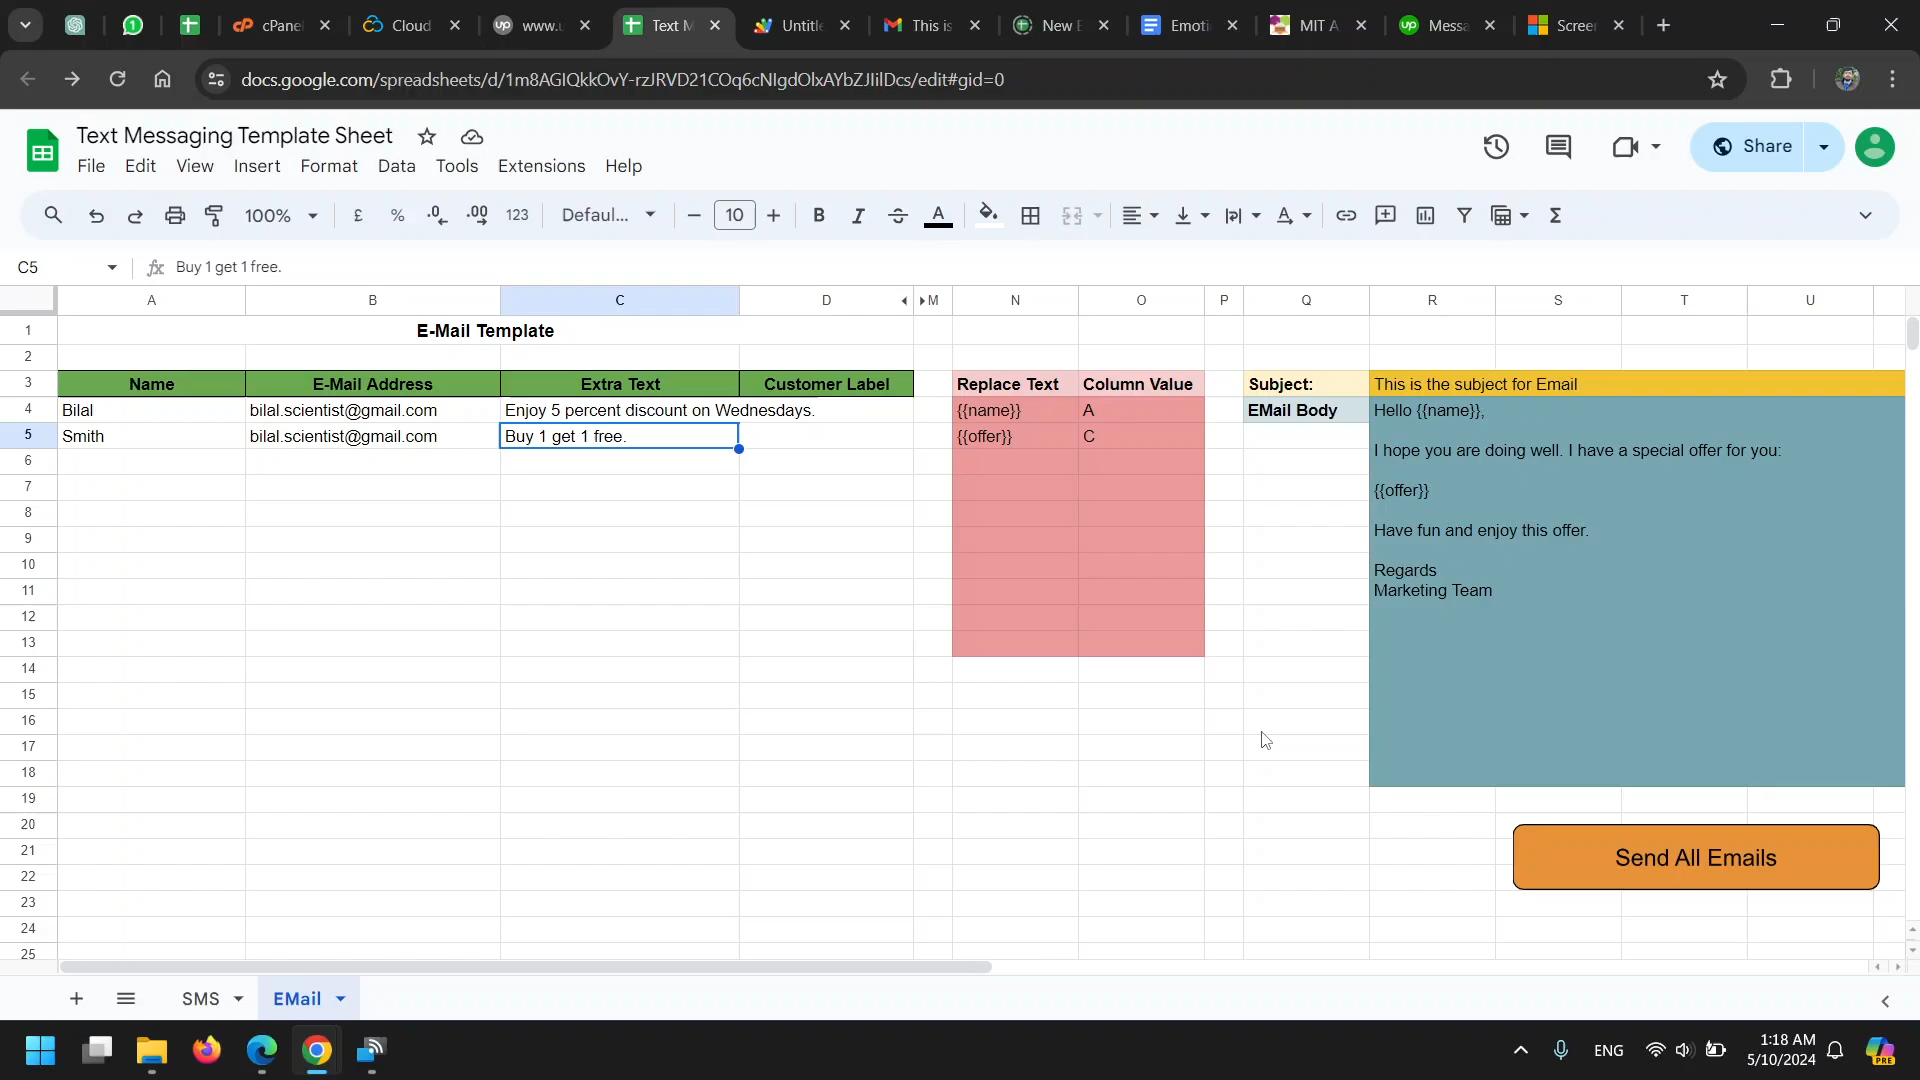 cPane
Cloud
www.u
Text M
Untitle
This is
New E
Emoti
MIT A
Messa
Scree
docs.google.com/spreadsheets/d/1m8AGIQkkOvY-rzJRVD21COq6cNIgdOlxAYbZJIilDcs/edit#gid=0
Text Messaging Template Sheet
Share
File Edit View Insert Format Data Tools Extensions Help
100% £ % .0 .00 123 Defaul... 10 B I A Σ
C5 fx Buy 1 get 1 free.
A B C D M N O P Q R S T U
1 E-Mail Template
2
3 Name E-Mail Address Extra Text Customer Label Replace Text Column Value Subject: This is the subject for Email
4 Bilal bilal.scientist@gmail.com Enjoy 5 percent discount on Wednesdays. {{name}} A EMail Body Hello {{name}},
5 Smith bilal.scientist@gmail.com Buy 1 get 1 free. {{offer}} C
I hope you are doing well. I have a special offer for you:
6
7
{{offer}}
8
9
Have fun and enjoy this offer.
10
Regards
11
Marketing Team
12
13
14
15
16
17
18
19
20
21 Send All Emails
22
23
24
25
SMS EMail
ENG
1:18 AM
5/10/2024
PRE